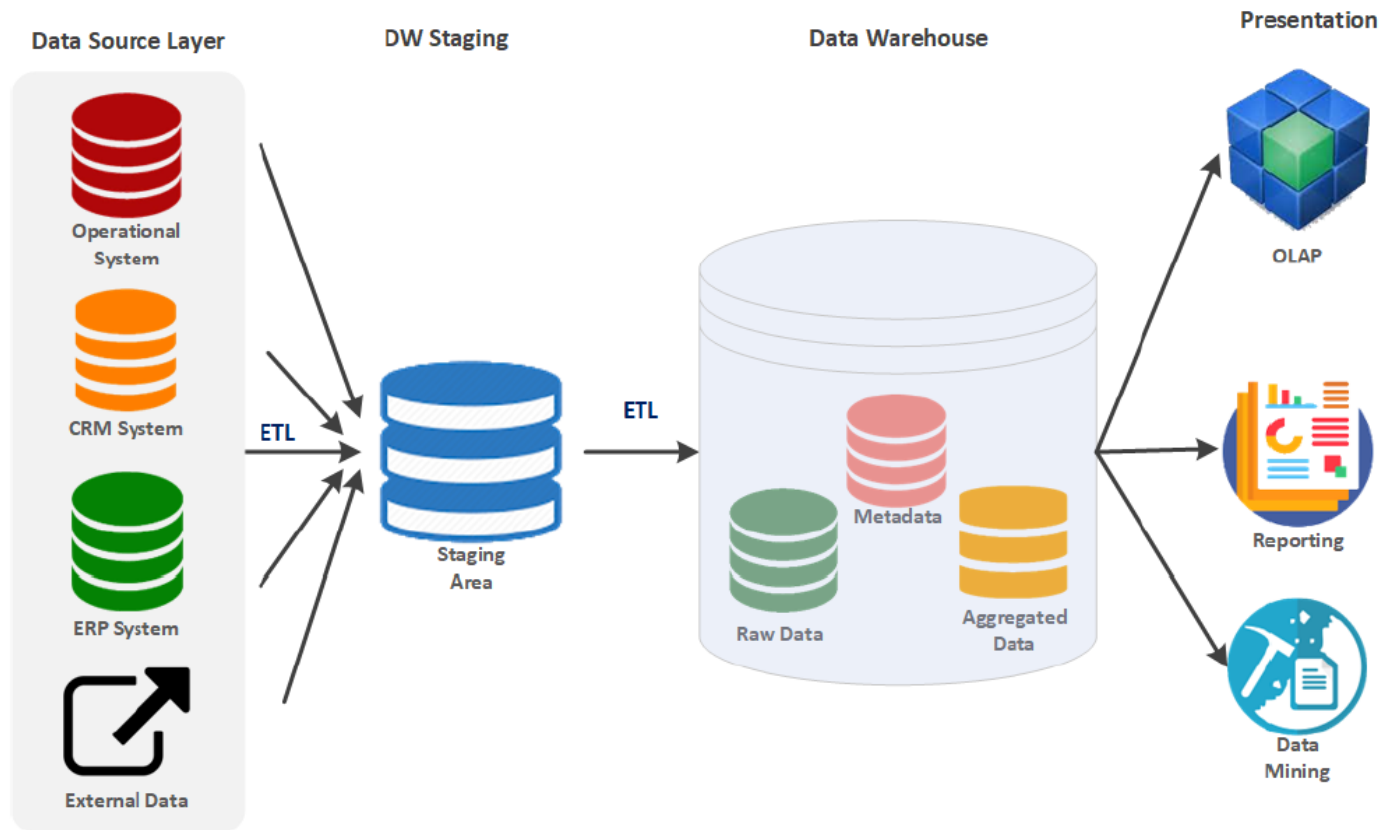 Data Source Layer
DW Staging
Data Warehouse
Presentation
Operational
System
CRM System
ERP System
External Data
ETL
Staging
Area
ETL
Metadata
Raw Data
Aggregated
Data
OLAP
Reporting
Data
Mining